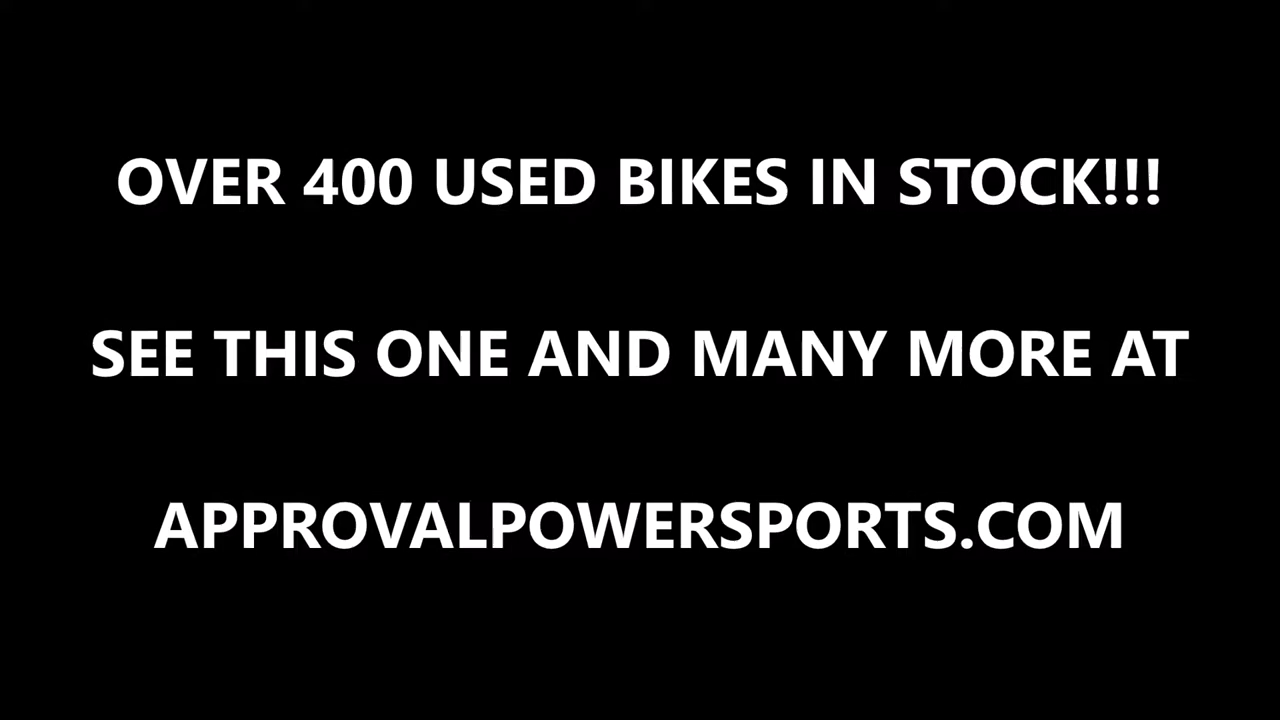 OVER 400 USED BIKES IN STOCK!!!
SEE THIS ONE AND MANY MORE AT
APPROVALPOWERSPORTS.COM